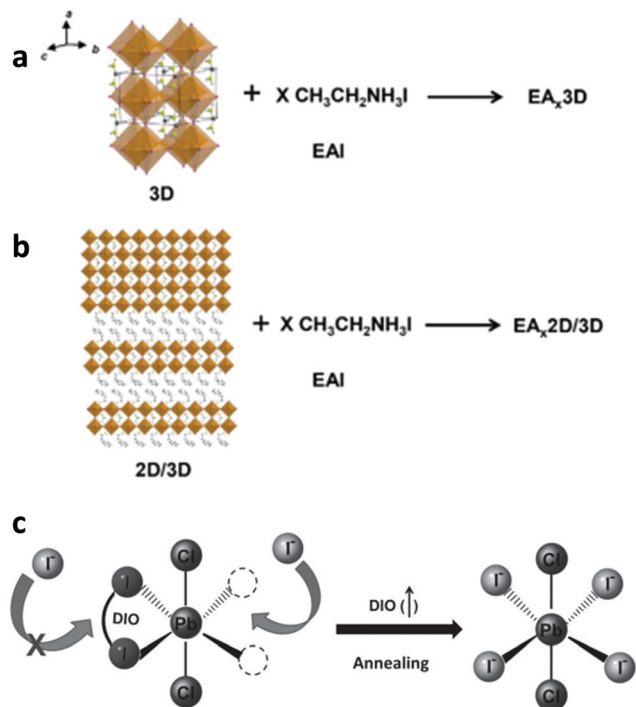 a
a
c
b
+ X CH₃CH₂NH₃I
EAₓ3D
EAI
3D
b
+ X CH₃CH₂NH₃I
EAₓ2D/3D
EAI
2D/3D
c
I⁻
I⁻
Cl
I
DIO
Pb
X
I
Cl
DIO (↑)
Annealing
Cl
I⁻
I⁻
Pb
I⁻
I⁻
Cl